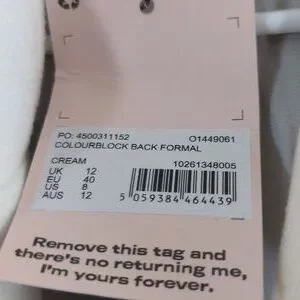 PO: 4500311152 O1449061
COLOURBLOCK BACK FORMAL
CREAM 10261348005
UK 12
EU 40
US 8
AUS 12
5 059384 464439
Remove this tag and
there's no returning me,
I'm yours forever.